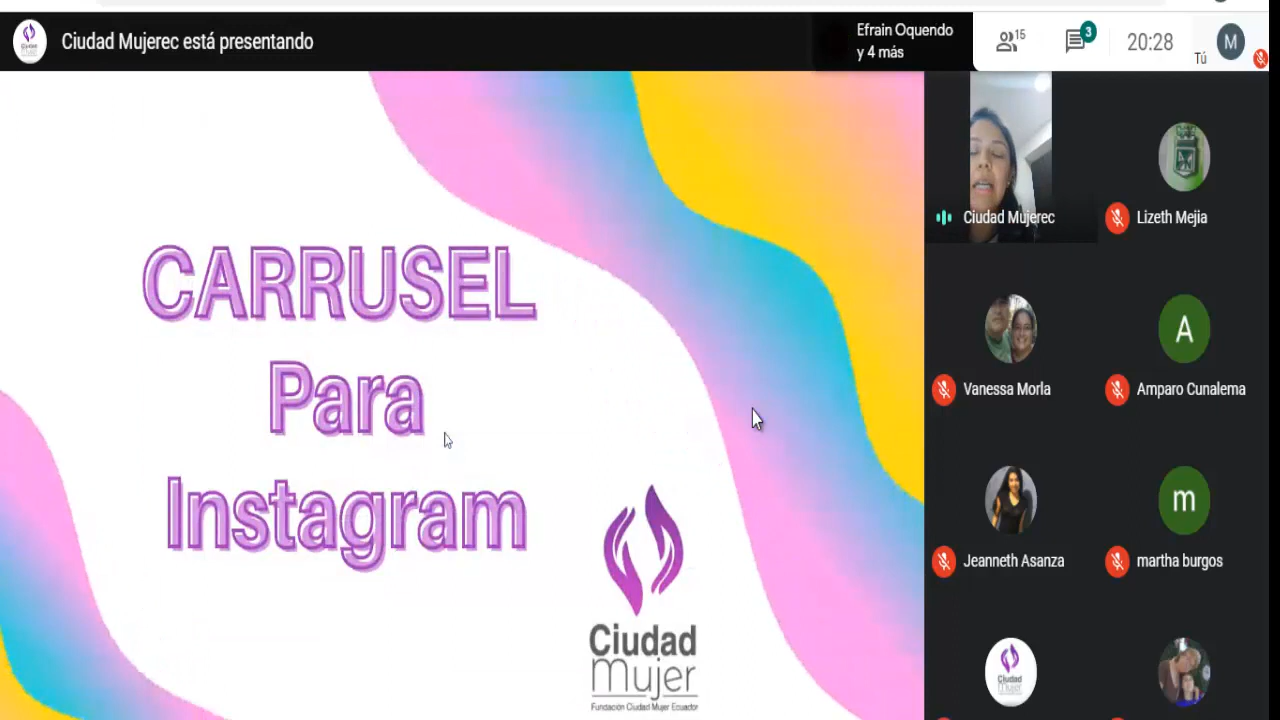 Ciudad Mujerec está presentando
Efrain Oquendo
y 4 más
15
3
20:28
Tú
M
CARRUSEL
Para
Instagram
Ciudad
Mujer
Fundación Ciudad Mujer Ecuador
Ciudad Mujerec
Lizeth Mejia
Vanessa Morla
A
Amparo Cunalema
Jeanneth Asanza
m
martha burgos
Ciudad